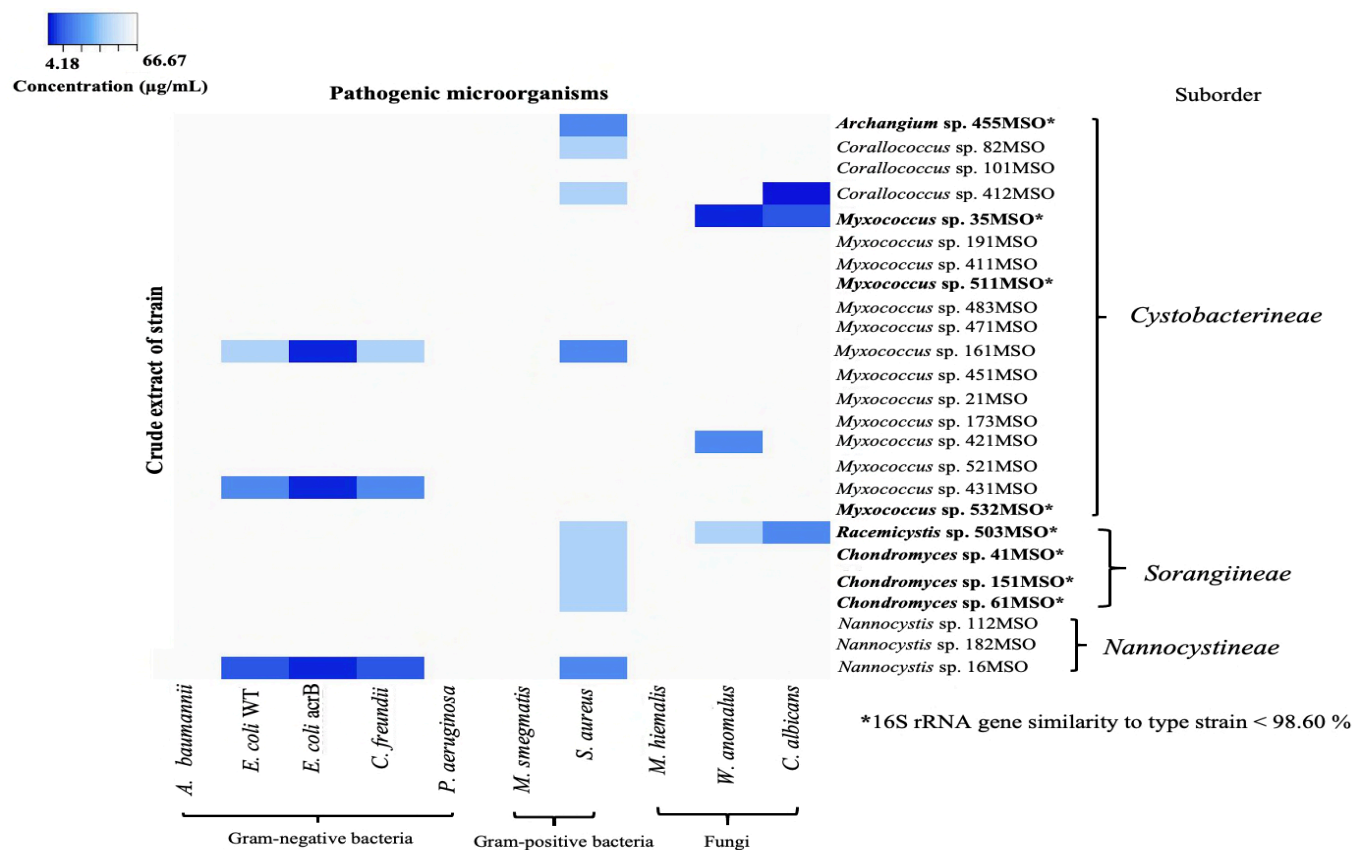 4.18 66.67
Concentration (µg/mL)
Pathogenic microorganisms
Suborder
Crude extract of strain
Archangium sp. 455MSO*
Corallococcus sp. 82MSO
Corallococcus sp. 101MSO
Corallococcus sp. 412MSO
Myxococcus sp. 35MSO*
Myxococcus sp. 191MSO
Myxococcus sp. 411MSO
Myxococcus sp. 511MSO*
Myxococcus sp. 483MSO
Myxococcus sp. 471MSO
Myxococcus sp. 161MSO
Myxococcus sp. 451MSO
Myxococcus sp. 21MSO
Myxococcus sp. 173MSO
Myxococcus sp. 421MSO
Myxococcus sp. 521MSO
Myxococcus sp. 431MSO
Myxococcus sp. 532MSO*
Racemicystis sp. 503MSO*
Chondromyces sp. 41MSO*
Chondromyces sp. 151MSO*
Chondromyces sp. 61MSO*
Nannocystis sp. 112MSO
Nannocystis sp. 182MSO
Nannocystis sp. 16MSO
Cystobacterineae
Sorangiineae
Nannocystineae
*16S rRNA gene similarity to type strain < 98.60 %
A. baumannii
E. coli WT
E. coli acrB
C. freundii
P. aeruginosa
M. smegmatis
S. aureus
M. hiemalis
W. anomalus
C. albicans
Gram-negative bacteria
Gram-positive bacteria
Fungi